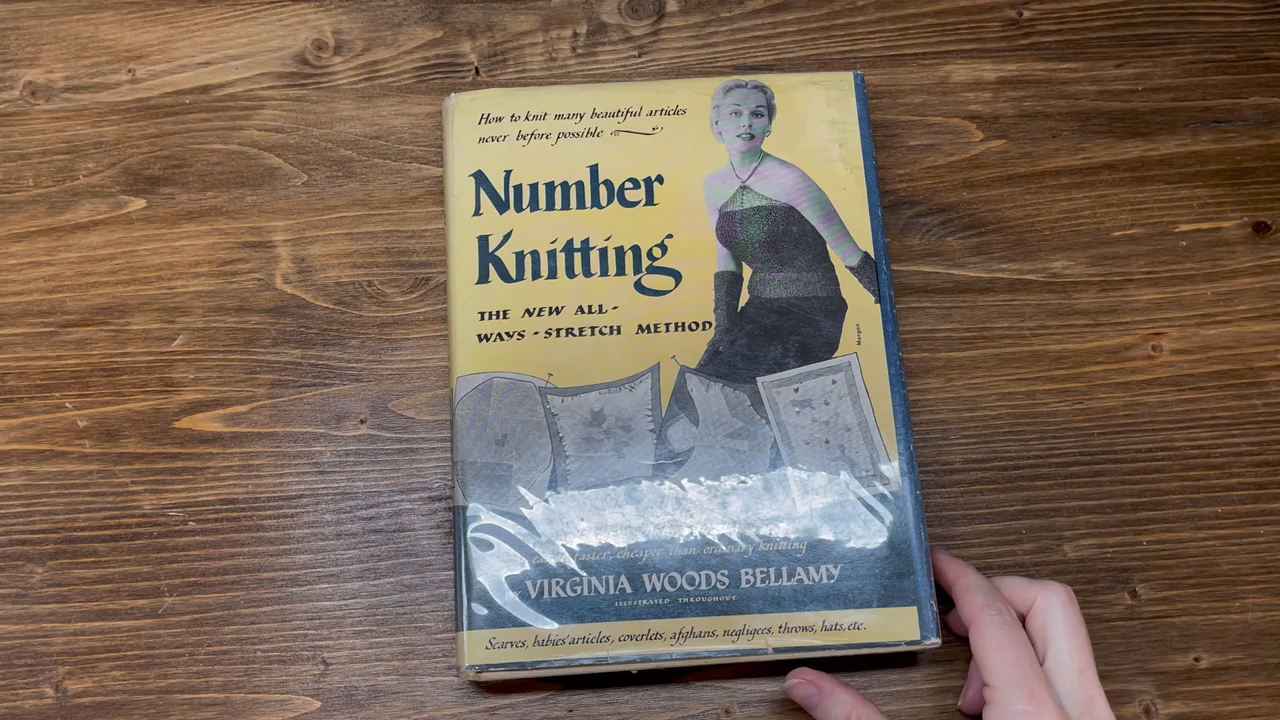 How to knit many beautiful articles
never before possible
Number
Knitting
THE NEW ALL-
WAYS-STRETCH METHOD
Morgan
faster, cheaper than ordinary knitting
by VIRGINIA WOODS BELLAMY
ILLUSTRATED THROUGHOUT
Scarves, babies' articles, coverlets, afghans, negligees, throws, hats, etc.